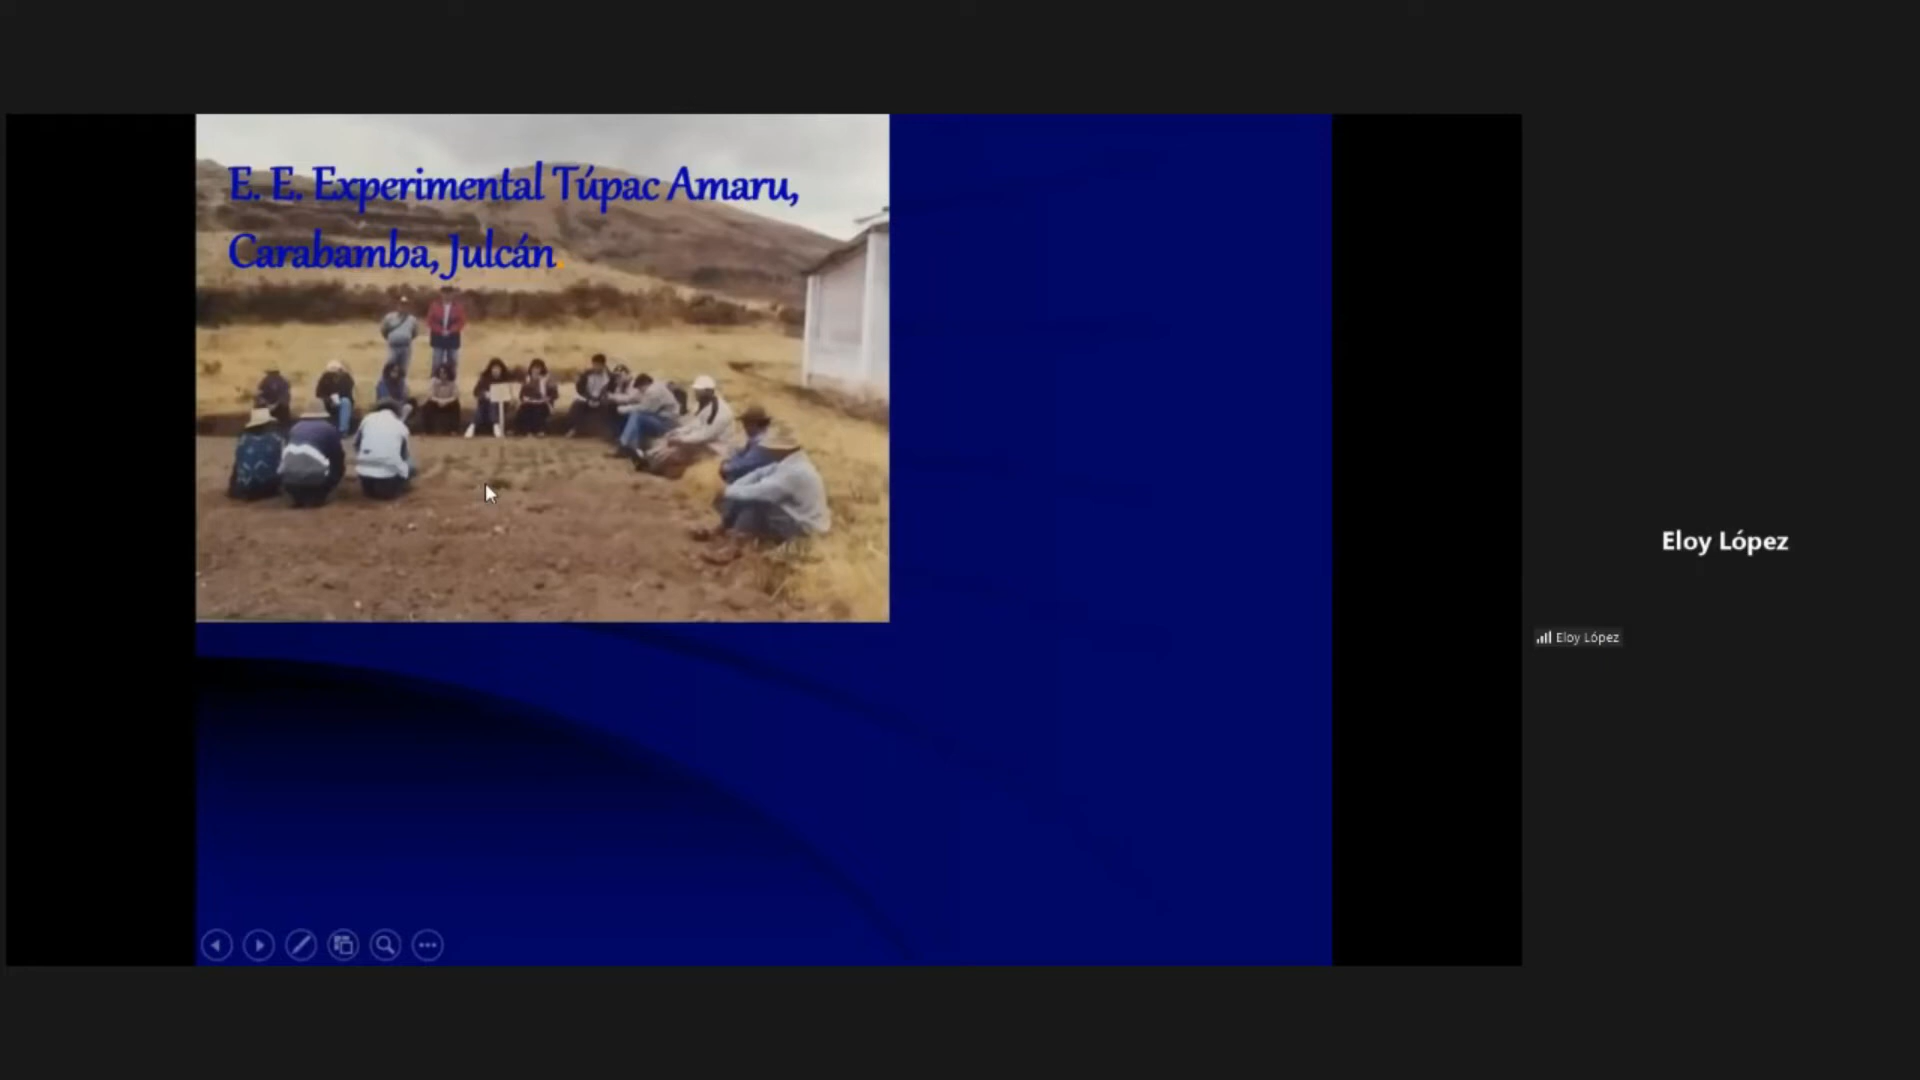 E. E. Experimental Túpac Amaru,
Carabamba, Julcán.
Eloy López
Eloy López